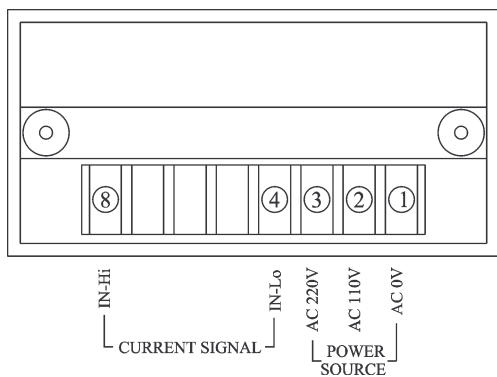 8 4 3 2 1
IN-Hi
IN-Lo
AC 220V
AC 110V
AC 0V
CURRENT SIGNAL
POWER
SOURCE